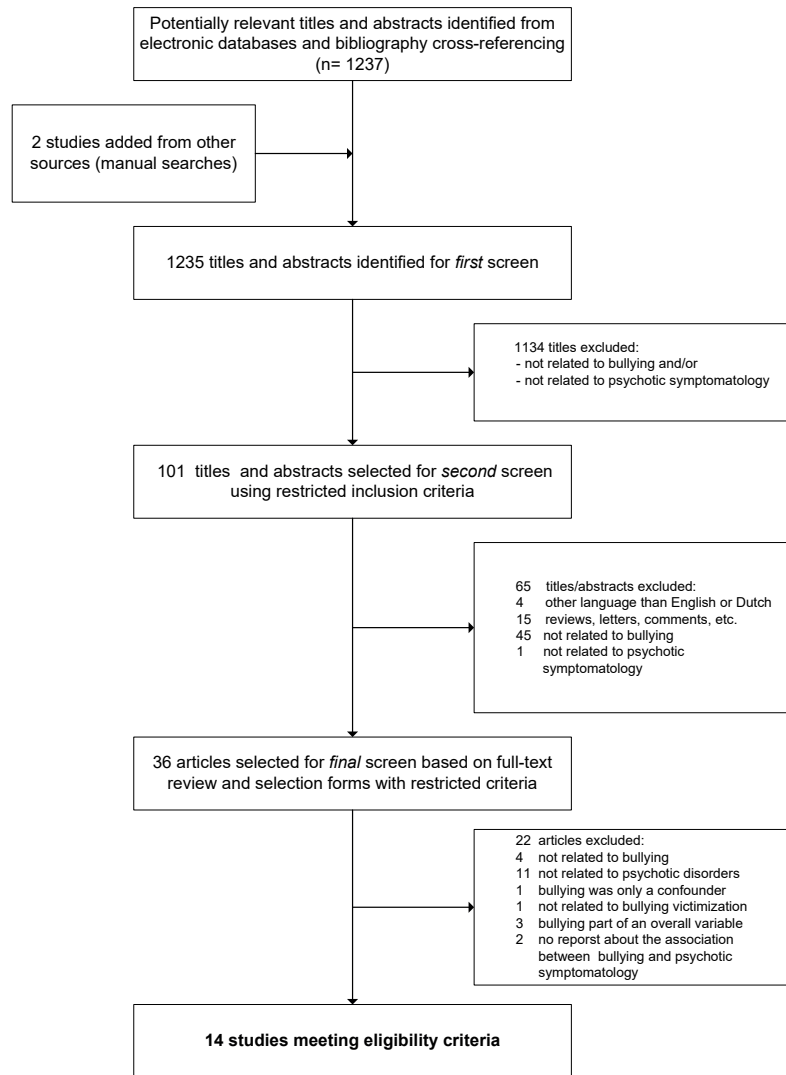 Potentially relevant titles and abstracts identified from
electronic databases and bibliography cross-referencing
(n= 1237)
2 studies added from other
sources (manual searches)
1235 titles and abstracts identified for first screen
1134 titles excluded:
- not related to bullying and/or
- not related to psychotic symptomatology
101 titles and abstracts selected for second screen
using restricted inclusion criteria
65 titles/abstracts excluded:
4 other language than English or Dutch
15 reviews, letters, comments, etc.
45 not related to bullying
1 not related to psychotic
symptomatology
36 articles selected for final screen based on full-text
review and selection forms with restricted criteria
22 articles excluded:
4 not related to bullying
11 not related to psychotic disorders
1 bullying was only a confounder
1 not related to bullying victimization
3 bullying part of an overall variable
2 no reporst about the association
between bullying and psychotic
symptomatology
14 studies meeting eligibility criteria